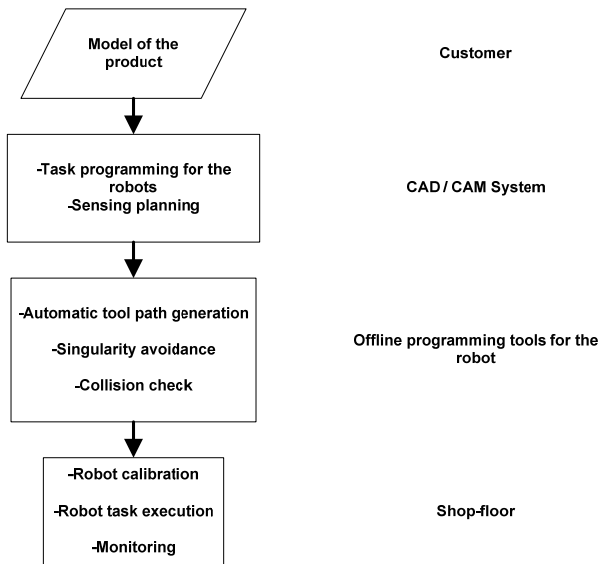 Model of the
product
Customer
-Task programming for the
robots
-Sensing planning
CAD / CAM System
-Automatic tool path generation
-Singularity avoidance
-Collision check
Offline programming tools for the
robot
-Robot calibration
-Robot task execution
-Monitoring
Shop-floor